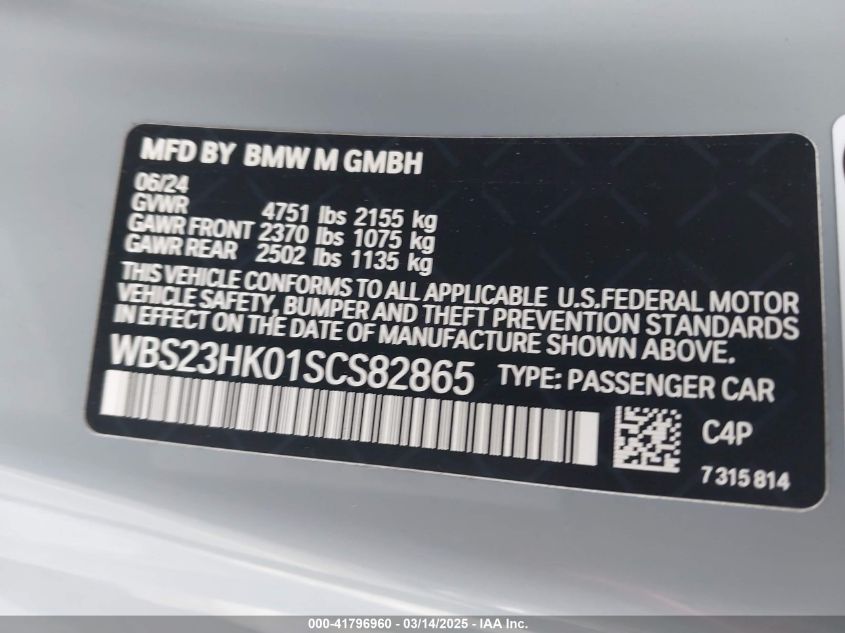 MFD BY BMW M GMBH
06/24
GVWR 4751 lbs 2155 kg
GAWR FRONT 2370 lbs 1075 kg
GAWR REAR 2502 lbs 1135 kg
THIS VEHICLE CONFORMS TO ALL APPLICABLE U.S.FEDERAL MOTOR
VEHICLE SAFETY, BUMPER AND THEFT PREVENTION STANDARDS
IN EFFECT ON THE DATE OF MANUFACTURE SHOWN ABOVE.
WBS23HK01SCS82865 TYPE: PASSENGER CAR
C4P
7315814
000-41796960 - 03/14/2025 - IAA Inc.